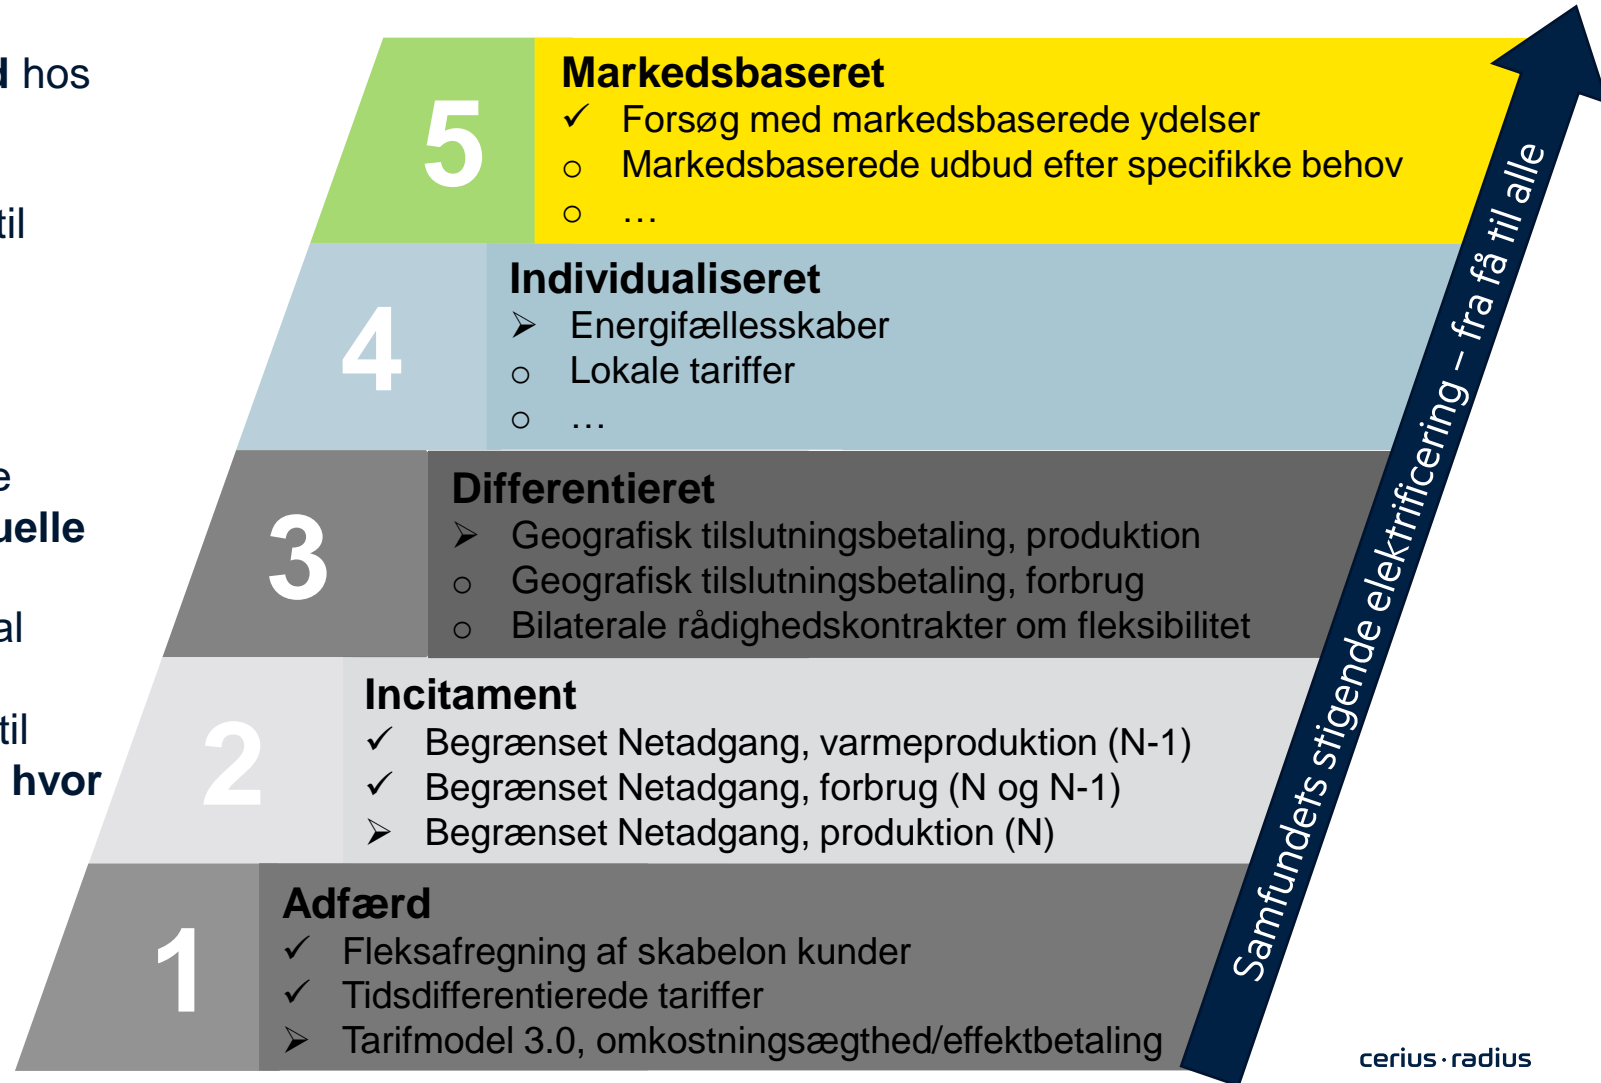 d hos
til
e
uelle
al
til
hvor
5
Markedsbaseret
✓ Forsøg med markedsbaserede ydelser
o Markedsbaserede udbud efter specifikke behov
o …
4
Individualiseret
➢ Energifællesskaber
o Lokale tariffer
o …
3
Differentieret
➢ Geografisk tilslutningsbetaling, produktion
o Geografisk tilslutningsbetaling, forbrug
o Bilaterale rådighedskontrakter om fleksibilitet
2
Incitament
✓ Begrænset Netadgang, varmeproduktion (N-1)
✓ Begrænset Netadgang, forbrug (N og N-1)
➢ Begrænset Netadgang, produktion (N)
1
Adfærd
✓ Fleksafregning af skabelon kunder
✓ Tidsdifferentierede tariffer
➢ Tarifmodel 3.0, omkostningsægthed/effektbetaling
Samfundets stigende elektrificering – fra få til alle
cerius·radius